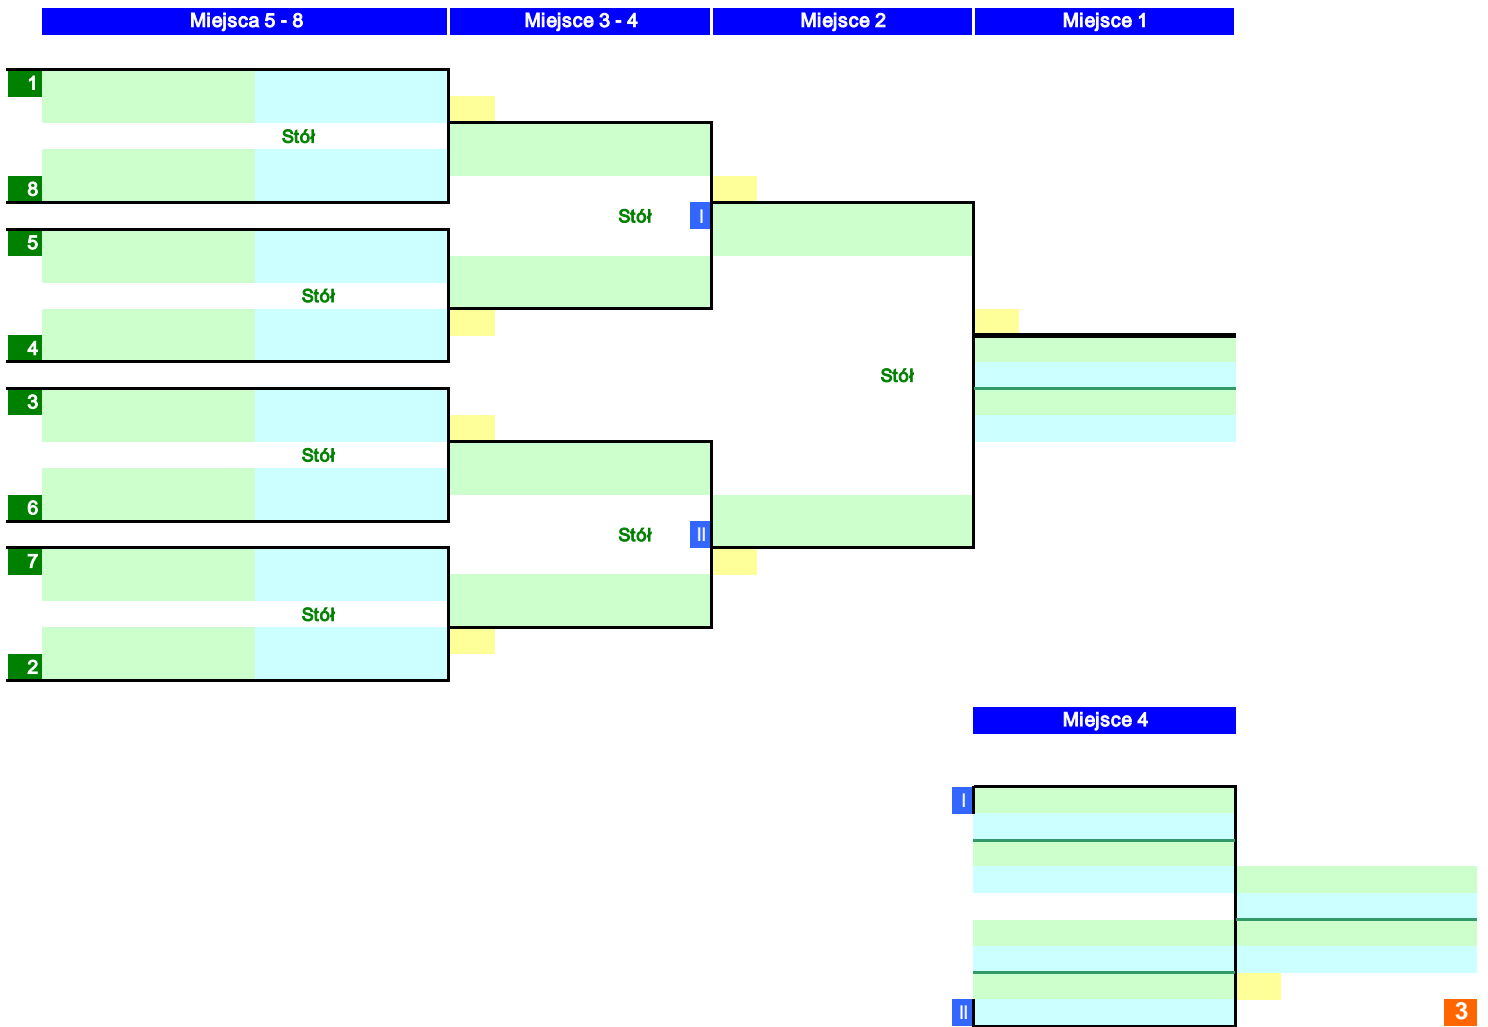 Miejsca 5 - 8 Miejsce 3 - 4 Miejsce 2 Miejsce 1
1
Stół
8
Stół I
5
Stół
4
Stół
3
Stół
6
Stół II
7
Stół
2
Miejsce 4
I
II 3